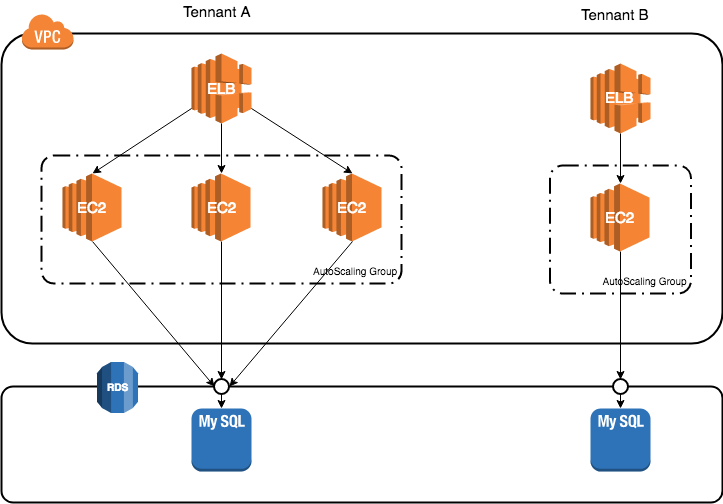 Tennant A
Tennant B
VPC
ELB
ELB
EC2
EC2
EC2
EC2
AutoScaling Group
AutoScaling Group
RDS
My SQL
My SQL